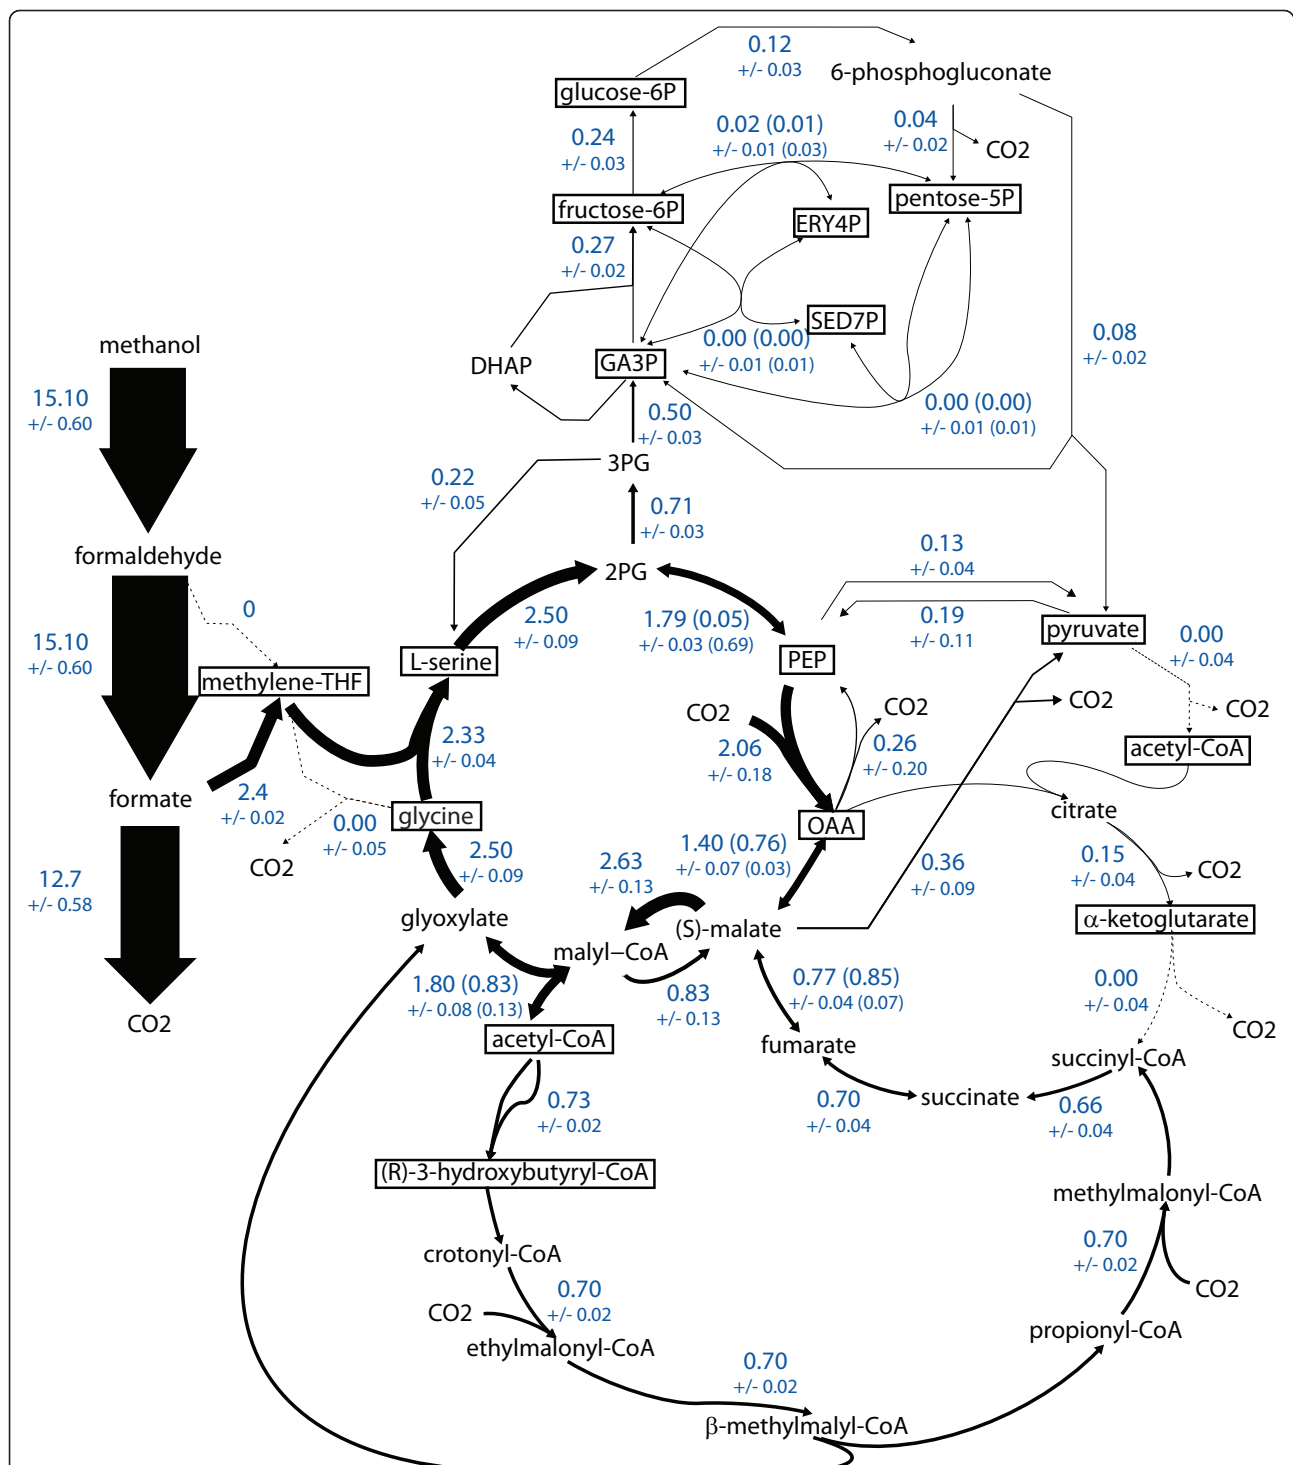 0.12
+/- 0.03
6-phosphogluconate
glucose-6P
0.24
+/- 0.03
0.02 (0.01)
+/- 0.01 (0.03)
0.04
+/- 0.02
CO2
fructose-6P
ERY4P
pentose-5P
0.27
+/- 0.02
SED7P
DHAP
GA3P
0.00 (0.00)
+/- 0.01 (0.01)
0.08
+/- 0.02
0.00 (0.00)
+/- 0.01 (0.01)
methanol
15.10
+/- 0.60
0.50
+/- 0.03
3PG
0.22
+/- 0.05
0.71
+/- 0.03
formaldehyde
0
2PG
0.13
+/- 0.04
15.10
+/- 0.60
2.50
+/- 0.09
1.79 (0.05)
+/- 0.03 (0.69)
0.19
+/- 0.11
pyruvate
0.00
+/- 0.04
methylene-THF
L-serine
PEP
CO2
CO2
CO2
CO2
2.33
+/- 0.04
2.06
+/- 0.18
0.26
+/- 0.20
acetyl-CoA
formate
2.4
+/- 0.02
0.00
+/- 0.05
glycine
OAA
citrate
CO2
2.50
+/- 0.09
1.40 (0.76)
+/- 0.07 (0.03)
2.63
+/- 0.13
0.36
+/- 0.09
0.15
+/- 0.04
CO2
12.7
+/- 0.58
glyoxylate
(S)-malate
α-ketoglutarate
malyl–CoA
1.80 (0.83)
+/- 0.08 (0.13)
0.83
+/- 0.13
0.77 (0.85)
+/- 0.04 (0.07)
0.00
+/- 0.04
CO2
CO2
acetyl-CoA
fumarate
succinyl-CoA
0.73
+/- 0.02
0.70
+/- 0.04
succinate
0.66
+/- 0.04
(R)-3-hydroxybutyryl-CoA
methylmalonyl-CoA
crotonyl-CoA
0.70
+/- 0.02
CO2
0.70
+/- 0.02
CO2
ethylmalonyl-CoA
propionyl-CoA
0.70
+/- 0.02
β-methylmalyl-CoA